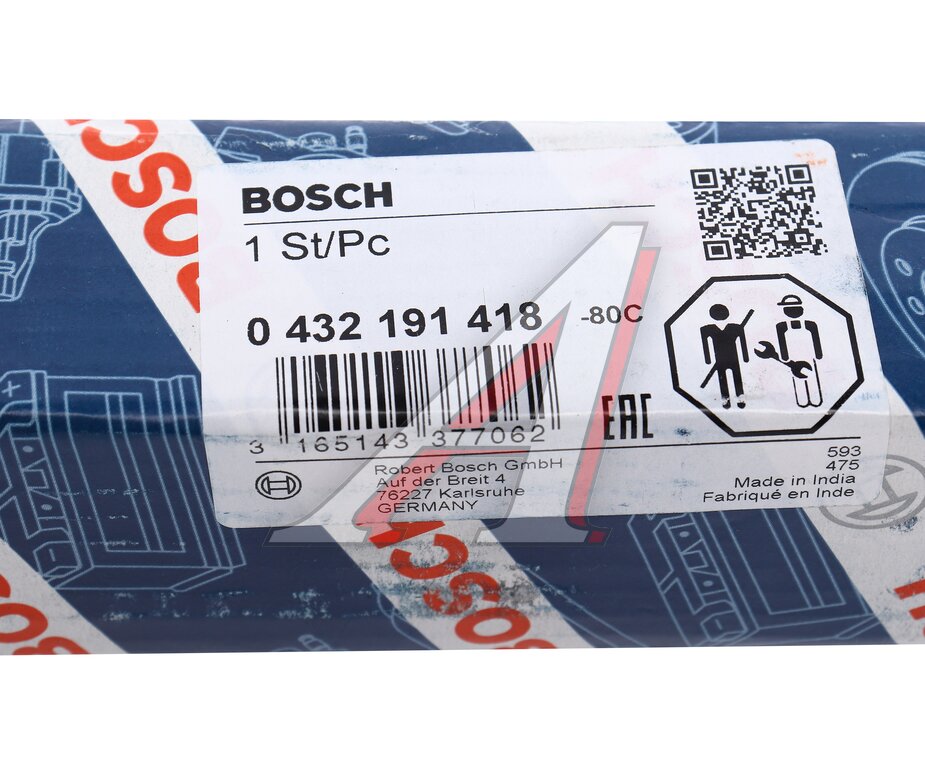 BOSCH
1 St/Pc
0 432 191 418 -80C
3 165143 377062
EAC
Robert Bosch GmbH
Auf der Breit 4
76227 Karlsruhe
GERMANY
593
475
Made in India
Fabriqué en Inde
BOSCH